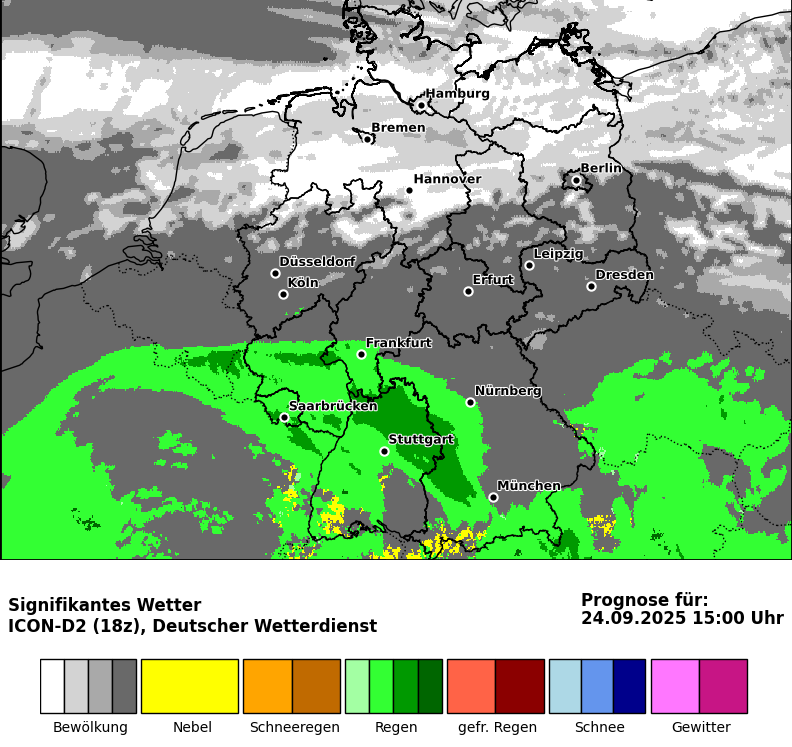 Hamburg
Bremen
Berlin
Hannover
Leipzig
Düsseldorf
Dresden
Köln
Erfurt
Frankfurt
Nürnberg
Saarbrücken
Stuttgart
München
Signifikantes Wetter
ICON-D2 (18z), Deutscher Wetterdienst
Prognose für:
24.09.2025 15:00 Uhr
Bewölkung Nebel Schneeregen Regen gefr. Regen Schnee Gewitter